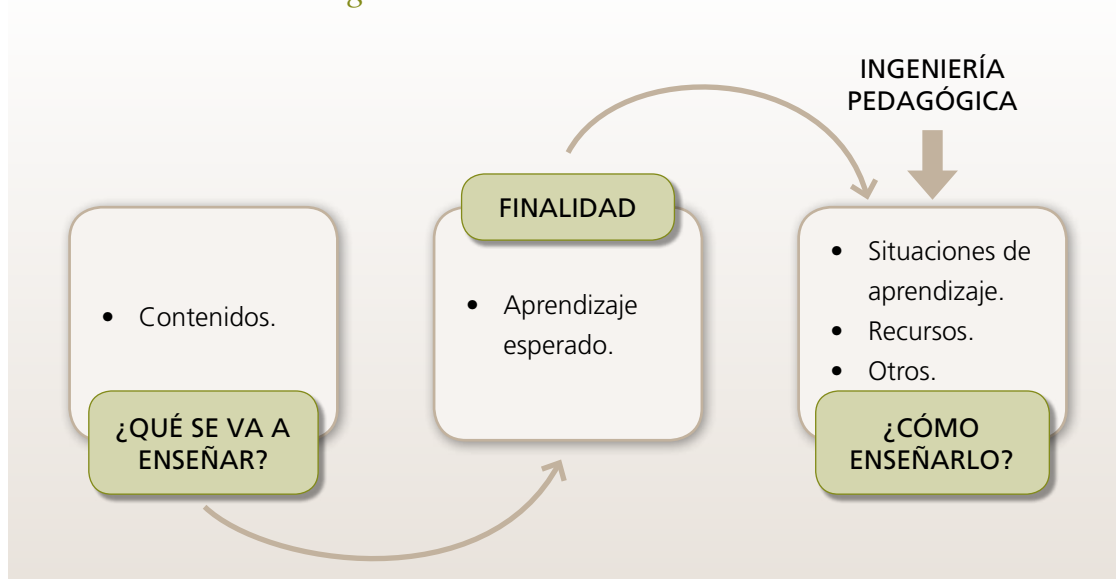 INGENIERÍA
PEDAGÓGICA
FINALIDAD
• Contenidos.
¿QUÉ SE VA A
ENSEÑAR?
• Aprendizaje
esperado.
• Situaciones de
aprendizaje.
• Recursos.
• Otros.
¿CÓMO
ENSEÑARLO?